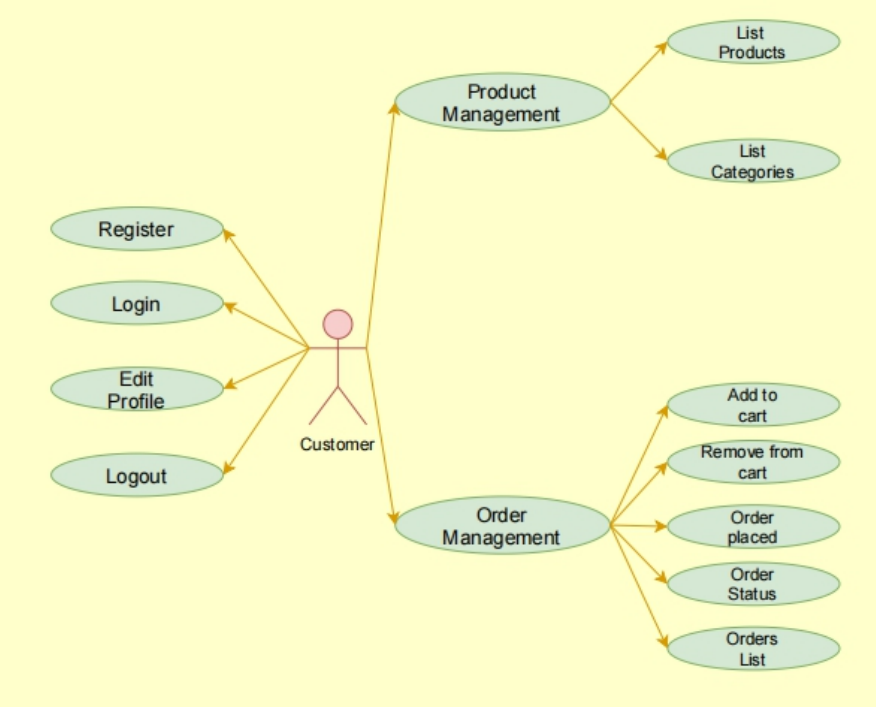 List
Products
Product
Management
List
Categories
Register
Login
Edit
Profile
Logout
Customer
Add to
cart
Remove from
cart
Order
Management
Order
placed
Order
Status
Orders
List